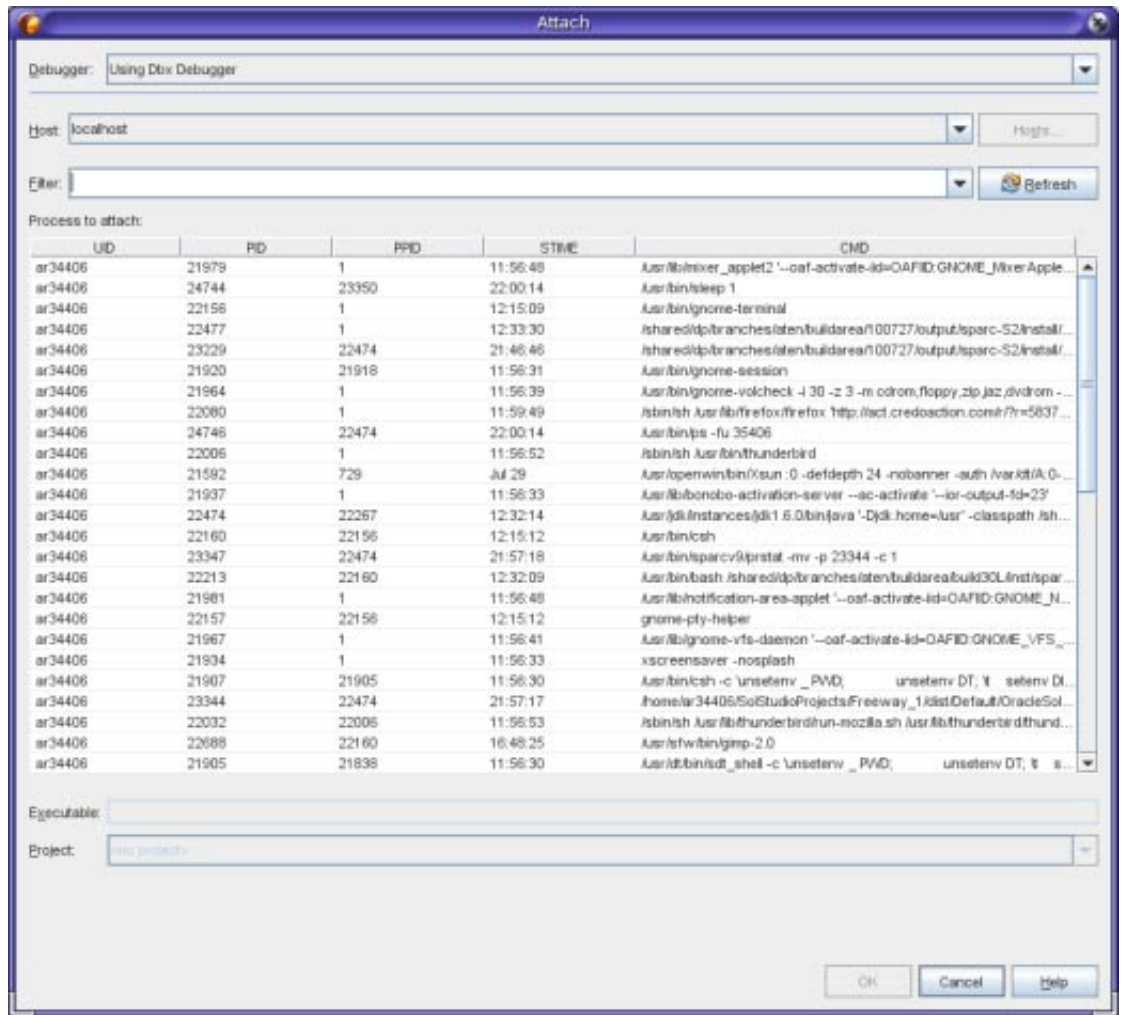 Attach
Debugger: Using Dbx Debugger
Host: localhost Hosts...
Filter: Refresh
Process to attach:
UID PID PPID STIME CMD
ar34406 21979 1 11:56:48 /usr/lib/mixer_applet2 '--oaf-activate-iid=OAFIID:GNOME_MixerApple...
ar34406 24744 23350 22:00:14 /usr/bin/sleep 1
ar34406 22156 1 12:15:09 /usr/bin/gnome-terminal
ar34406 22477 1 12:33:30 /shared/dp/branches/aten/buildarea/100727/output/sparc-S2/install/...
ar34406 23229 22474 21:46:46 /shared/dp/branches/aten/buildarea/100727/output/sparc-S2/install/...
ar34406 21920 21918 11:56:31 /usr/bin/gnome-session
ar34406 21964 1 11:56:39 /usr/bin/gnome-volcheck -i 30 -z 3 -m cdrom,floppy,zip,jaz,dvdrom -...
ar34406 22080 1 11:59:49 /sbin/sh /usr/lib/firefox/firefox 'http://act.credoaction.com/r/?r=5837...
ar34406 24746 22474 22:00:14 /usr/bin/ps -fu 35406
ar34406 22006 1 11:56:52 /sbin/sh /usr/bin/thunderbird
ar34406 21592 729 Jul 29 /usr/openwin/bin/Xsun :0 -defdepth 24 -nobanner -auth /var/dt/A:0-...
ar34406 21937 1 11:56:33 /usr/lib/bonobo-activation-server --ac-activate '--ior-output-fd=23'
ar34406 22474 22267 12:32:14 /usr/jdk/instances/jdk1.6.0/bin/java '-Djdk.home=/usr' -classpath /sh...
ar34406 22160 22156 12:15:12 /usr/bin/csh
ar34406 23347 22474 21:57:18 /usr/bin/sparcv9/prstat -mv -p 23344 -c 1
ar34406 22213 22160 12:32:09 /usr/bin/bash /shared/dp/branches/aten/buildarea/build30L/inst/spar...
ar34406 21981 1 11:56:48 /usr/lib/notification-area-applet '--oaf-activate-iid=OAFIID:GNOME_N...
ar34406 22157 22156 12:15:12 gnome-pty-helper
ar34406 21967 1 11:56:41 /usr/lib/gnome-vfs-daemon '--oaf-activate-iid=OAFIID:GNOME_VFS_...
ar34406 21934 1 11:56:33 xscreensaver -nosplash
ar34406 21907 21905 11:56:30 /usr/bin/csh -c 'unsetenv _ PWD; unsetenv DT; \t setenv DI...
ar34406 23344 22474 21:57:17 /home/ar34406/SolStudioProjects/Freeway_1/dist/Default/OracleSol...
ar34406 22032 22006 11:56:53 /sbin/sh /usr/lib/thunderbird/run-mozilla.sh /usr/lib/thunderbird/thund...
ar34406 22688 22160 16:48:25 /usr/sfw/bin/gimp-2.0
ar34406 21905 21838 11:56:30 /usr/dt/bin/sdt_shell -c 'unsetenv _ PWD; unsetenv DT; \t s...
Executable:
Project: <no project>
OK Cancel Help